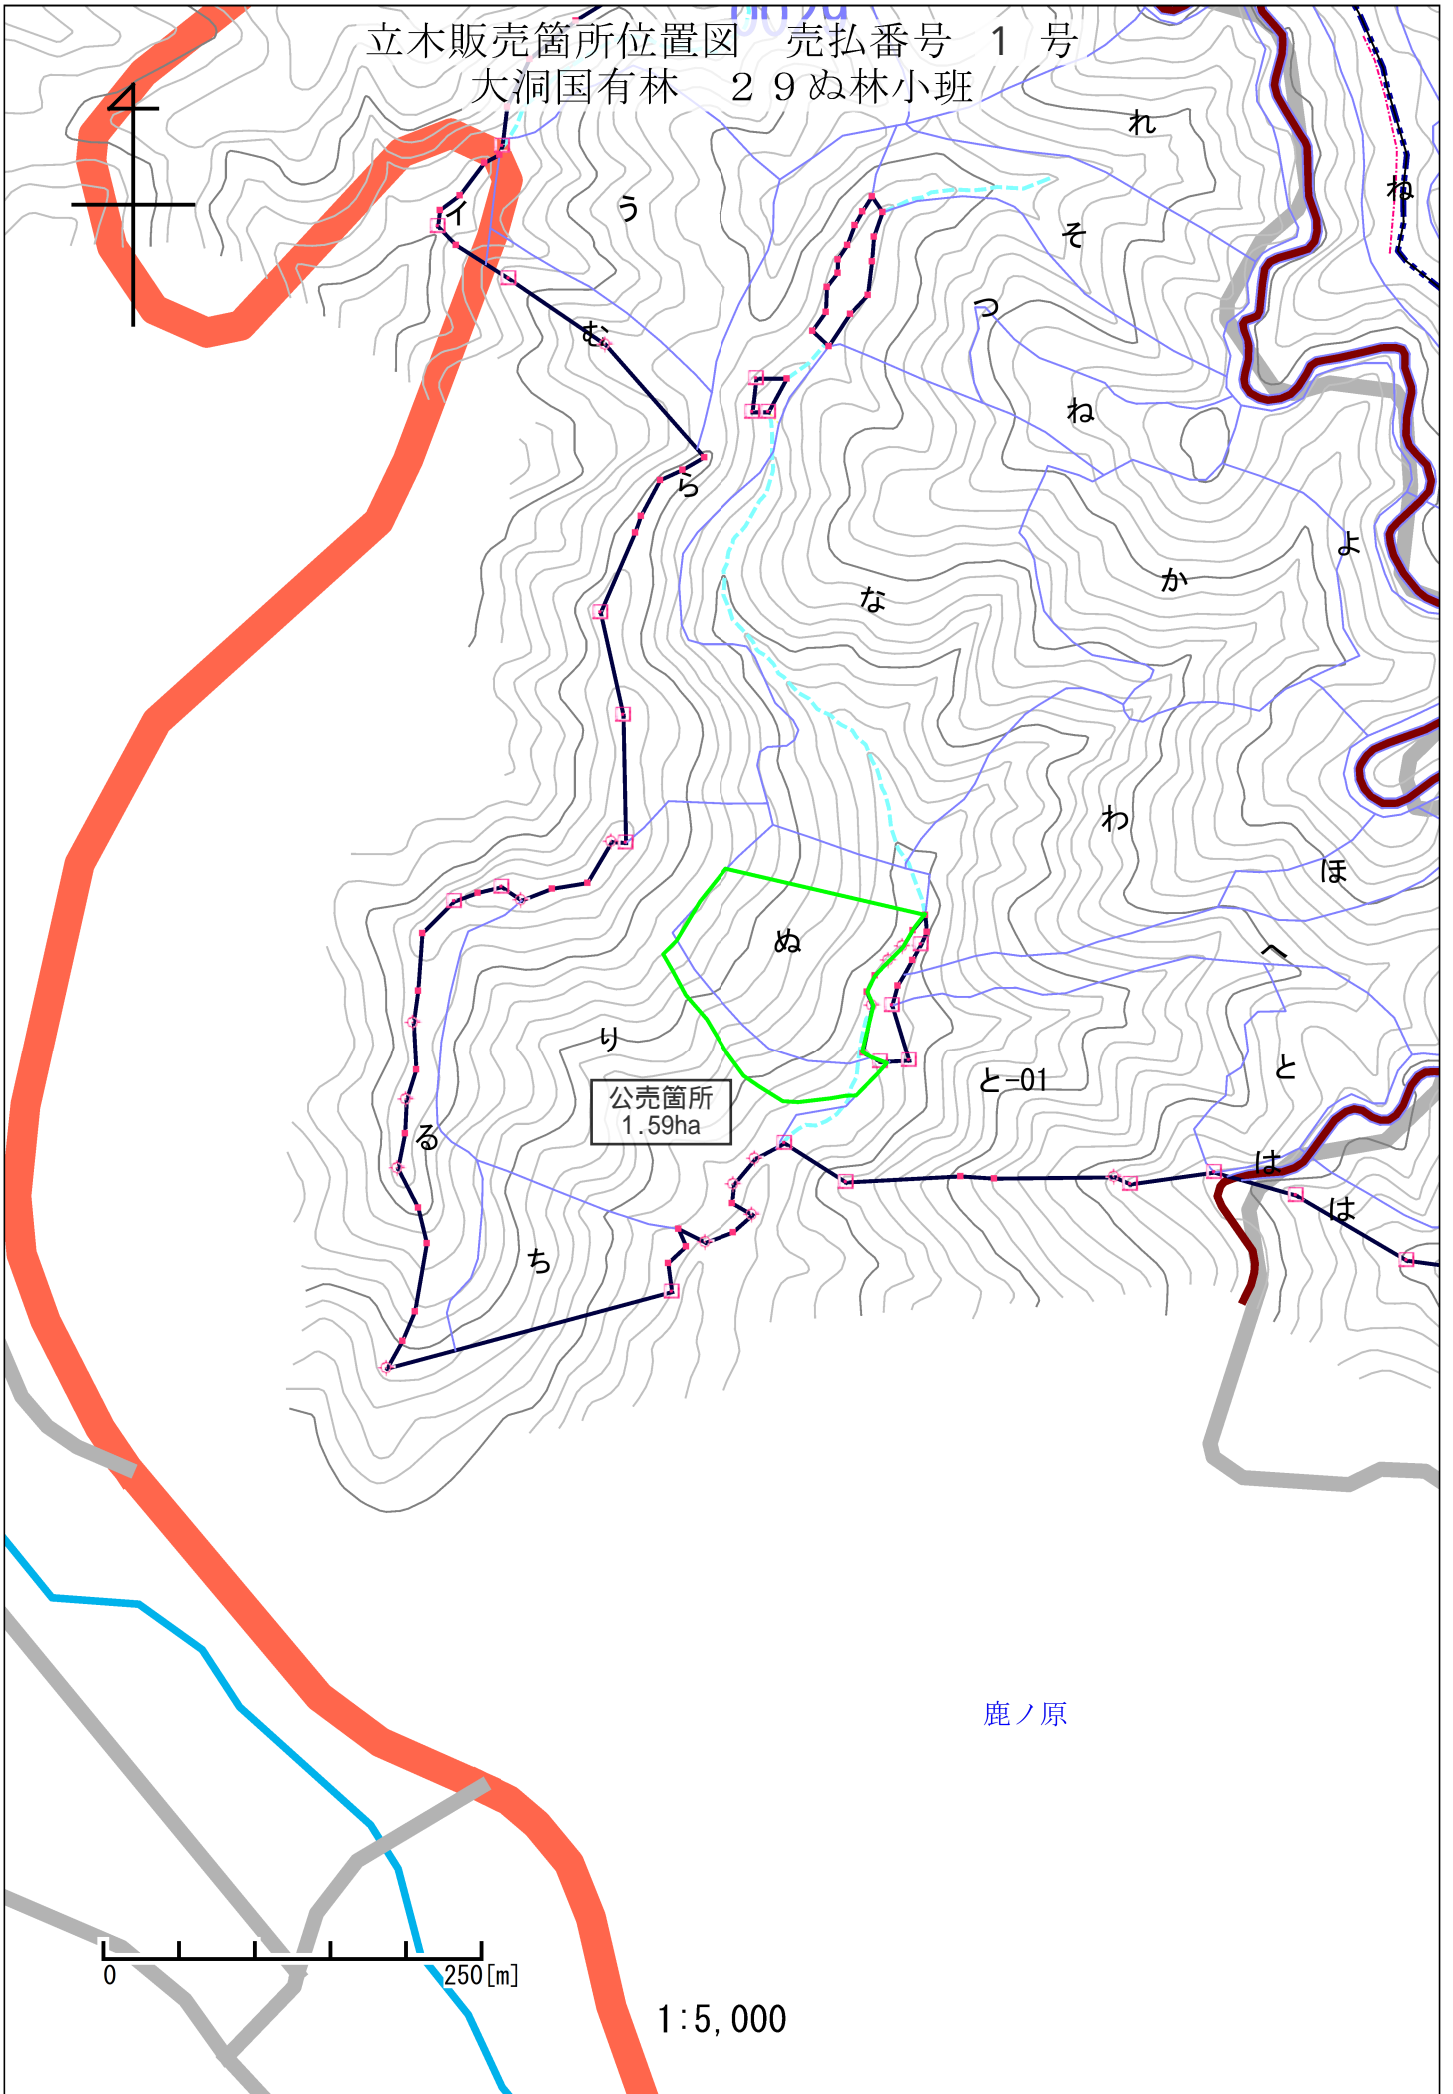 立木販売箇所位置図　売払番号　1　号
大洞国有林　２９ぬ林小班
れ
ね
イ
う
そ
つ
む
ね
ら
よ
か
な
わ
ほ
ぬ
へ
り
と
と-01
公売箇所
1.59ha
る
は
は
ち
鹿ノ原
0 250[m]
1:5,000